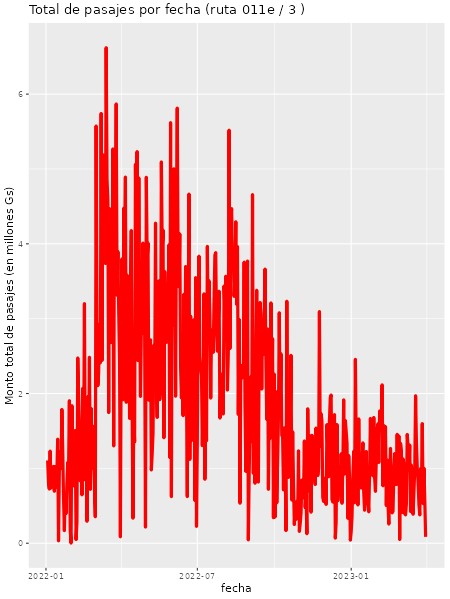 Total de pasajes por fecha (ruta 011e / 3 )
Monto total de pasajes (en millones Gs)
6
4
2
0
2022-01
2022-07
2023-01
fecha